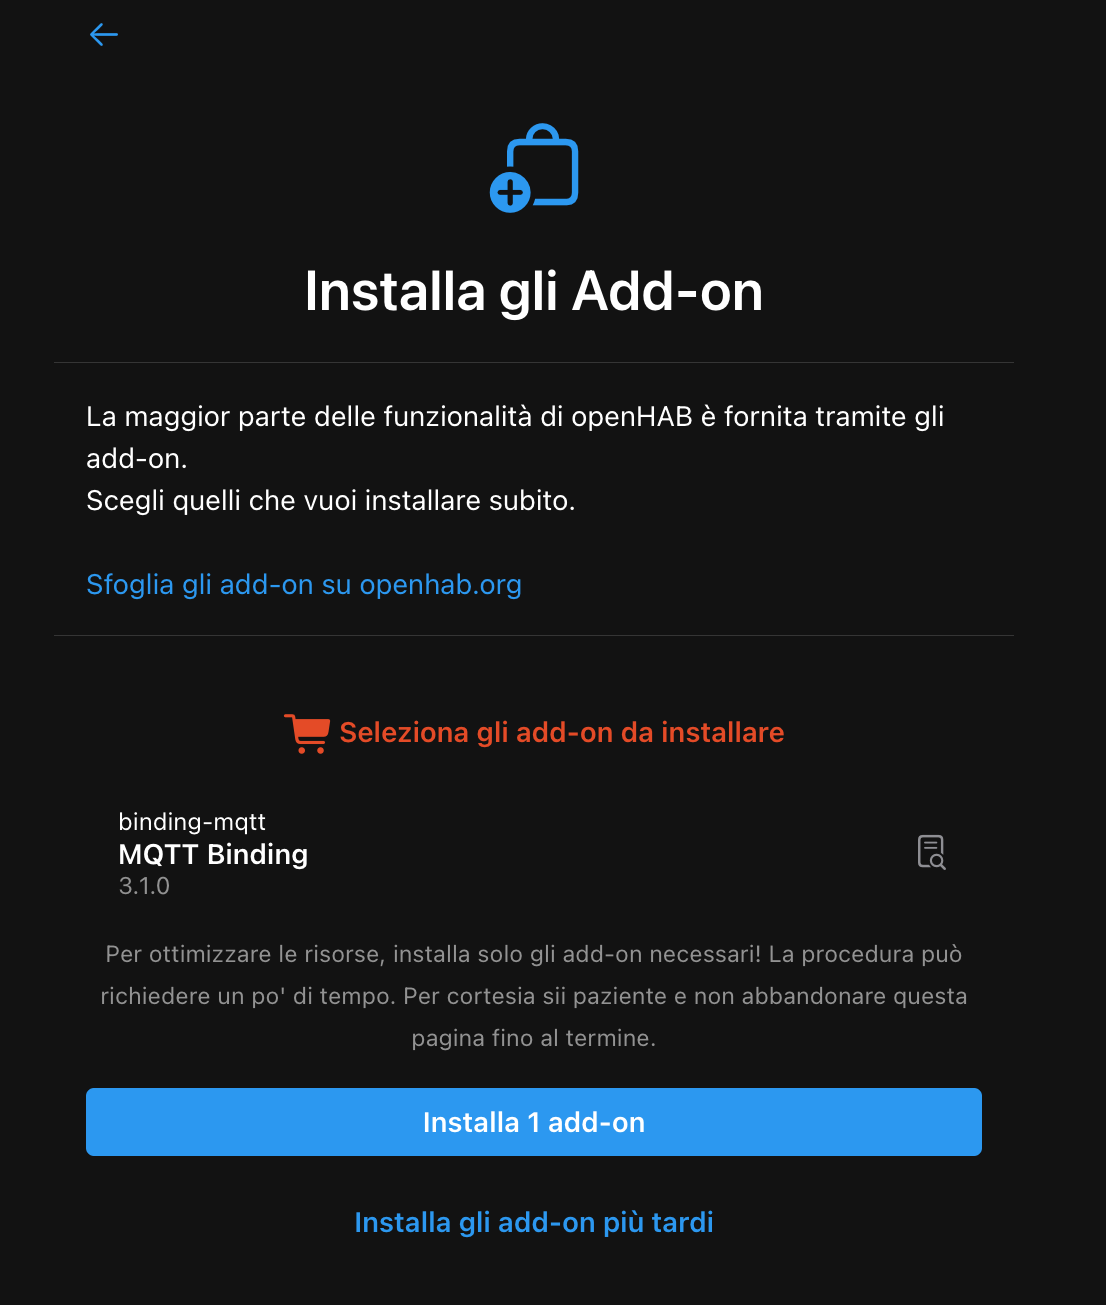 Installa gli Add-on
La maggior parte delle funzionalità di openHAB è fornita tramite gli
add-on.
Scegli quelli che vuoi installare subito.
Sfoglia gli add-on su openhab.org
Seleziona gli add-on da installare
binding-mqtt
MQTT Binding
3.1.0
Per ottimizzare le risorse, installa solo gli add-on necessari! La procedura può
richiedere un po' di tempo. Per cortesia sii paziente e non abbandonare questa
pagina fino al termine.
Installa 1 add-on
Installa gli add-on più tardi